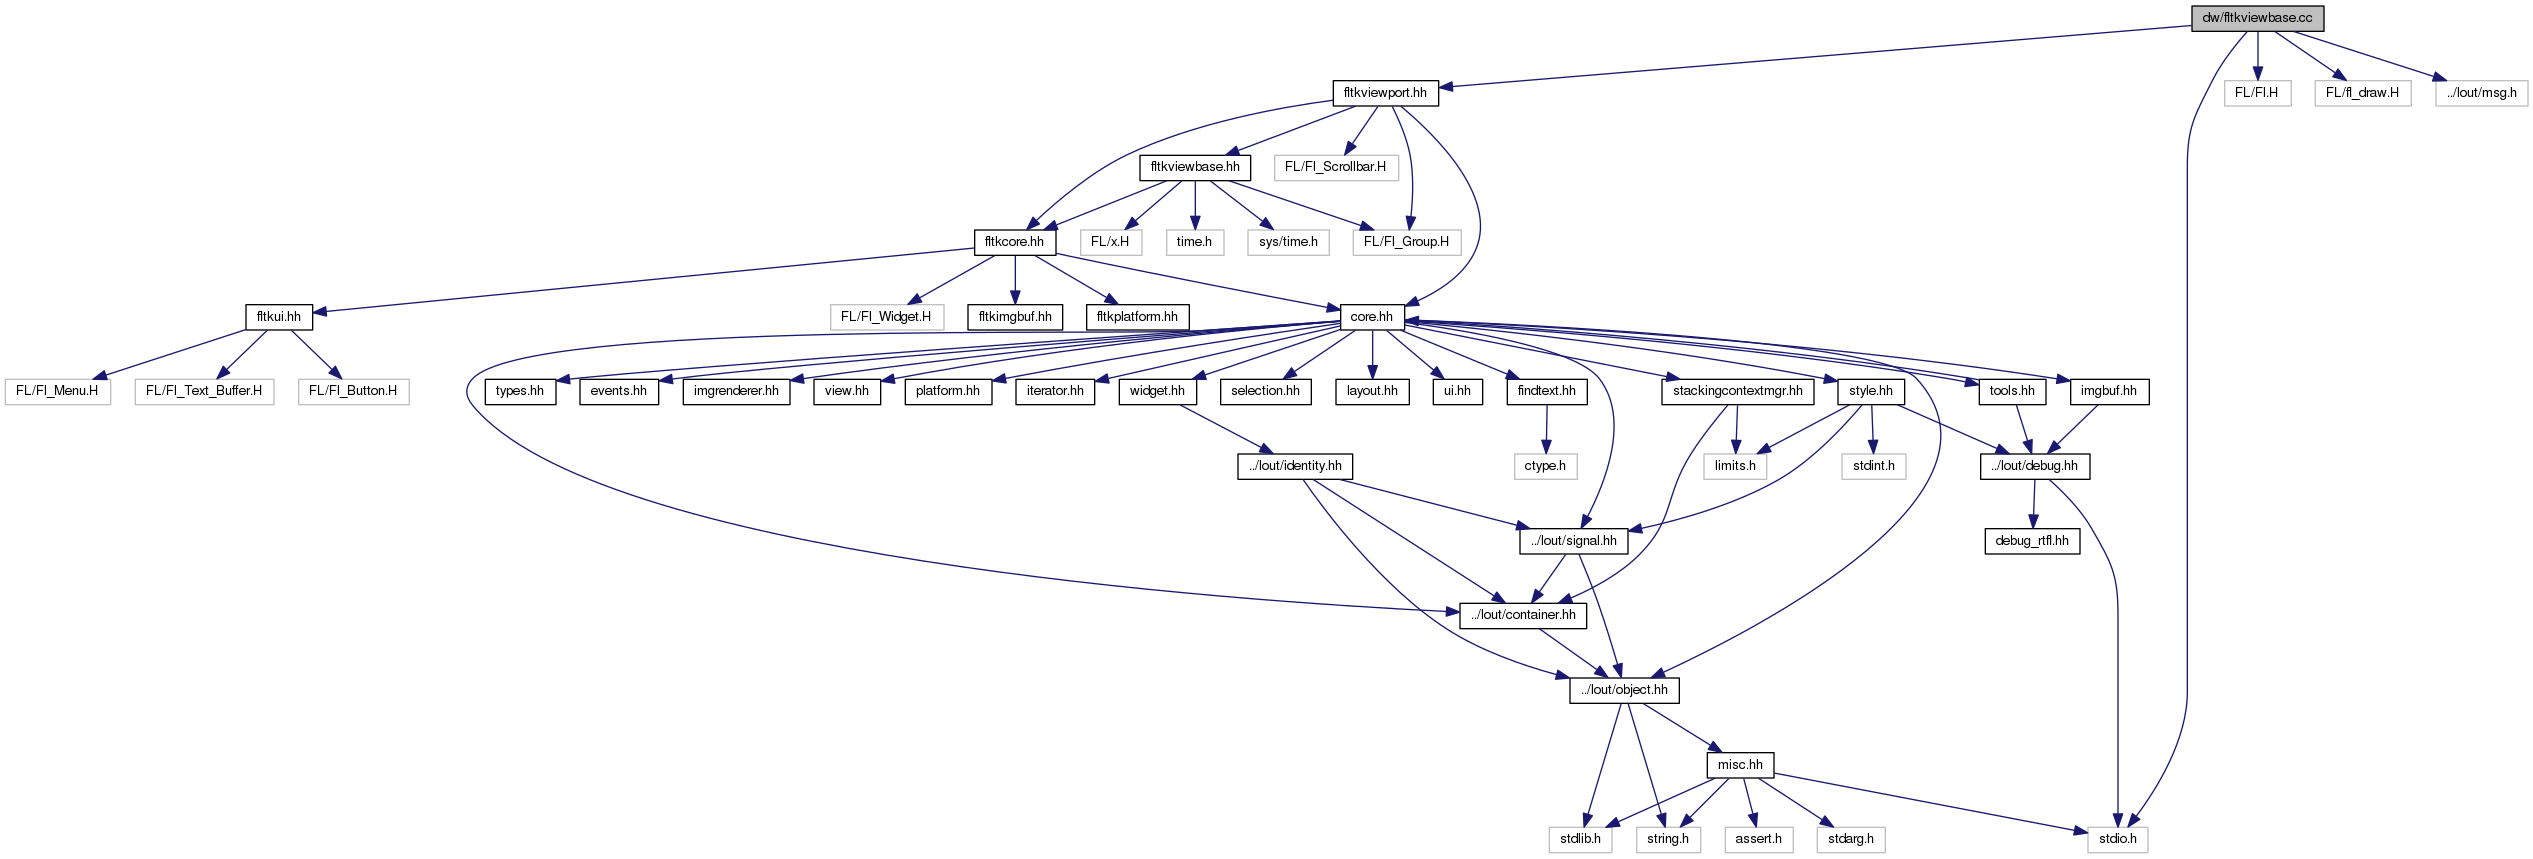 dw/fltkviewbase.cc
fltkviewport.hh
FL/Fl.H
FL/fl_draw.H
../lout/msg.h
fltkviewbase.hh
FL/Fl_Scrollbar.H
fltkcore.hh
FL/x.H
time.h
sys/time.h
FL/Fl_Group.H
fltkui.hh
FL/Fl_Widget.H
fltkimgbuf.hh
fltkplatform.hh
core.hh
FL/Fl_Menu.H
FL/Fl_Text_Buffer.H
FL/Fl_Button.H
types.hh
events.hh
imgrenderer.hh
view.hh
platform.hh
iterator.hh
widget.hh
selection.hh
layout.hh
ui.hh
findtext.hh
stackingcontextmgr.hh
style.hh
tools.hh
imgbuf.hh
../lout/identity.hh
ctype.h
limits.h
stdint.h
../lout/debug.hh
../lout/signal.hh
debug_rtfl.hh
../lout/container.hh
../lout/object.hh
misc.hh
stdlib.h
string.h
assert.h
stdarg.h
stdio.h